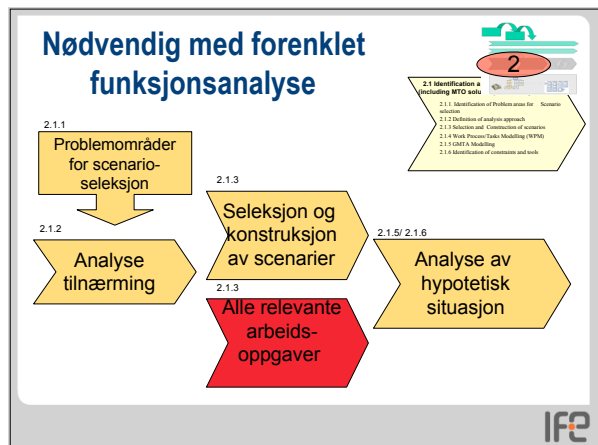 Nødvendig med forenklet
funksjonsanalyse
2
2.1 Identification a
(including MTO solu
2.1.1. Identification of Problem areas for Scenario
selection
2.1.2 Definition of analysis approach
2.1.3 Selection and Construction of scenarios
2.1.4 Work Process/Tasks Modelling (WPM)
2.1.5 GMTA Modelling
2.1.6 Identification of constraints and tools
2.1.1
Problemområder
for scenario-
seleksjon
2.1.2
Analyse
tilnærming
2.1.3
Seleksjon og
konstruksjon
av scenarier
2.1.3
Alle relevante
arbeids-
oppgaver
2.1.5/ 2.1.6
Analyse av
hypotetisk
situasjon
IFE